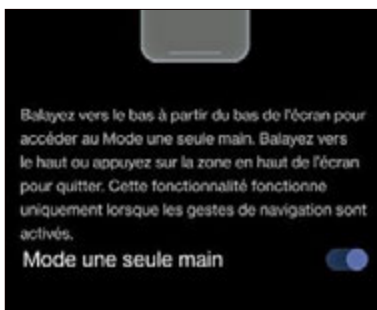 Balayez vers le bas à partir du bas de l'écran pour
accéder au Mode une seule main. Balayez vers
le haut ou appuyez sur la zone en haut de l'écran
pour quitter. Cette fonctionnalité fonctionne
uniquement lorsque les gestes de navigation sont
activés.
Mode une seule main